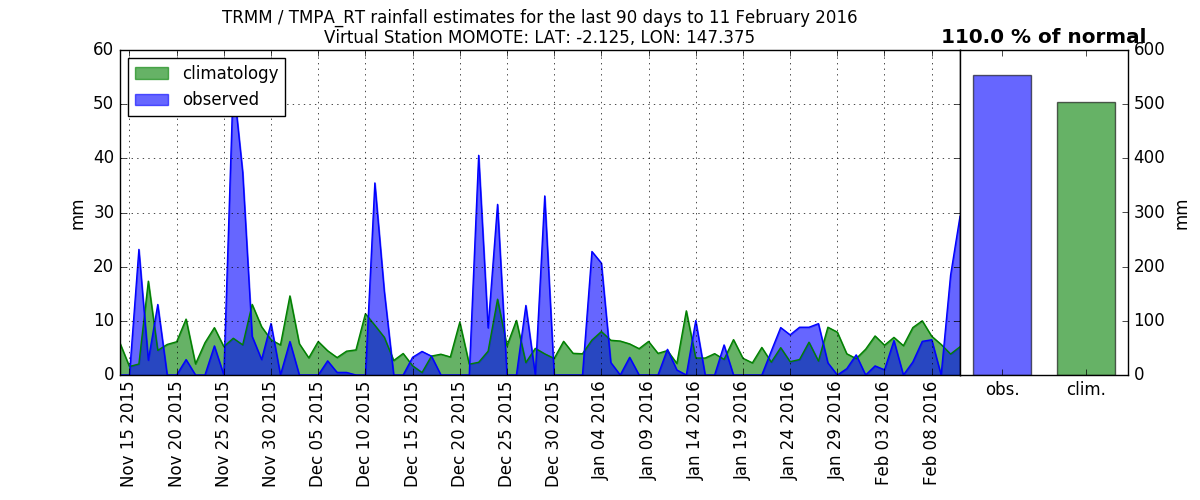 TRMM / TMPA_RT rainfall estimates for the last 90 days to 11 February 2016
Virtual Station MOMOTE: LAT: -2.125, LON: 147.375
110.0 % of normal
climatology
observed
60
50
40
30
20
10
0
mm
600
500
400
300
200
100
0
mm
Nov 15 2015
Nov 20 2015
Nov 25 2015
Nov 30 2015
Dec 05 2015
Dec 10 2015
Dec 15 2015
Dec 20 2015
Dec 25 2015
Dec 30 2015
Jan 04 2016
Jan 09 2016
Jan 14 2016
Jan 19 2016
Jan 24 2016
Jan 29 2016
Feb 03 2016
Feb 08 2016
obs.
clim.